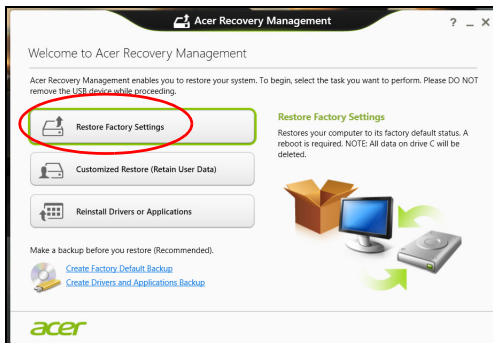 Acer Recovery Management
? _ X
Welcome to Acer Recovery Management
Acer Recovery Management enables you to restore your system. To begin, select the task you want to perform. Please DO NOT
remove the USB device while proceeding.
Restore Factory Settings
Customized Restore (Retain User Data)
Reinstall Drivers or Applications
Restore Factory Settings
Restores your computer to its factory default status. A
reboot is required. NOTE: All data on drive C will be
deleted.
Make a backup before you restore (Recommended).
Create Factory Default Backup
Create Drivers and Applications Backup
acer